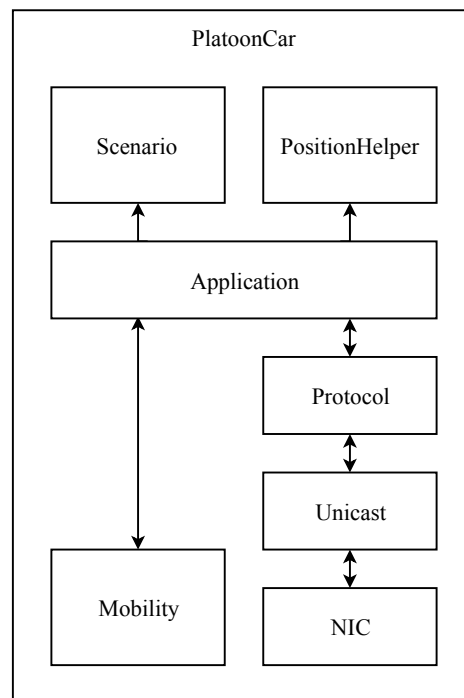 PlatoonCar
Scenario
PositionHelper
Application
Protocol
Unicast
Mobility
NIC